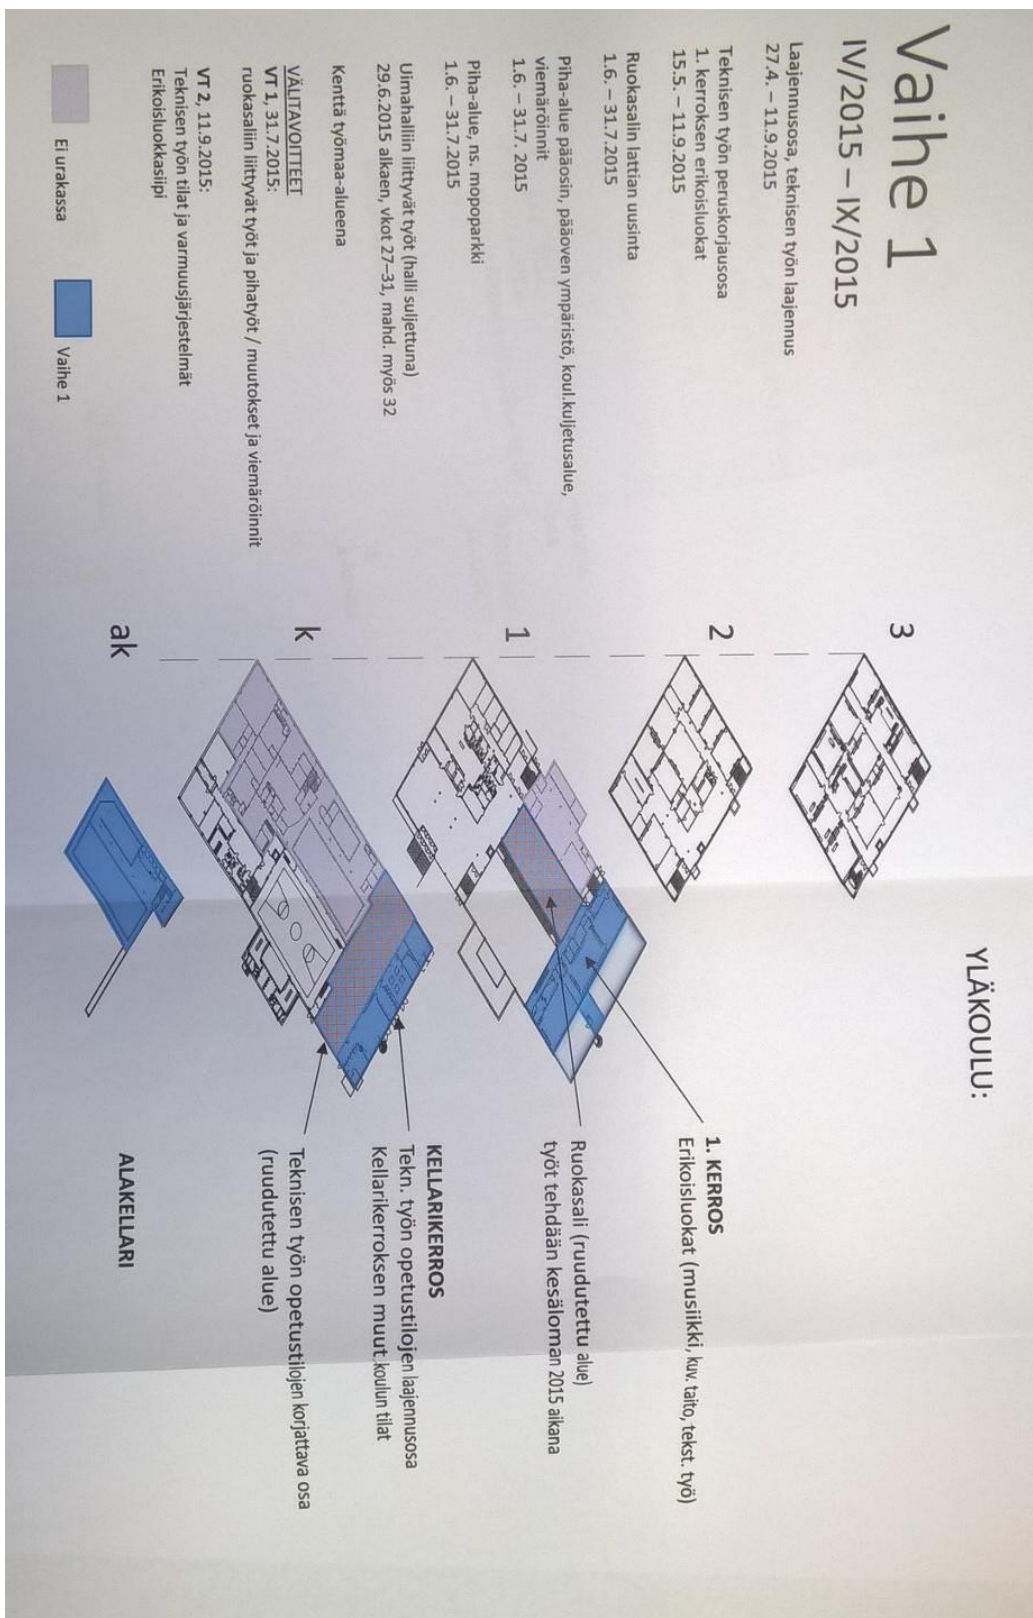 Vaihe 1
IV/2015 – IX/2015
Laajennusosa, teknisen työn laajennus
27.4. – 11.9.2015
Teknisen työn peruskorjausosa
1. kerroksen erikoisluokat
15.5. – 11.9.2015
Ruokasalin lattian uusinta
1.6. – 31.7.2015
Piha-alue pääosin, pääoven ympäristö, koul.kuljetusalue,
viemäröinnit
1.6. – 31.7. 2015
Piha-alue, ns. mopoparkki
1.6. – 31.7.2015
Uimahalliin liittyvät työt (halli suljettuna)
29.6.2015 alkaen, vkot 27–31, mahd. myös 32
Kenttä työmaa-alueena
VÄLITAVOITTEET
VT 1, 31.7.2015:
ruokasaliin liittyvät työt ja pihatyöt / muutokset ja viemäröinnit
VT 2, 11.9.2015:
Teknisen työn tilat ja varmuusjärjestelmät
Erikoisluokkasiipi
Ei urakassa
Vaihe 1
YLÄKOULU:
3
2
1
k
ak
1. KERROS
Erikoisluokat (musiikki, kuv. taito, tekst. työ)
Ruokasali (ruudutettu alue)
työt tehdään kesäloman 2015 aikana
KELLARIKERROS
Tekn. työn opetustilojen laajennusosa
Kellarikerroksen muut koulun tilat
Teknisen työn opetustilojen korjattava osa
(ruudutettu alue)
ALAKELLARI